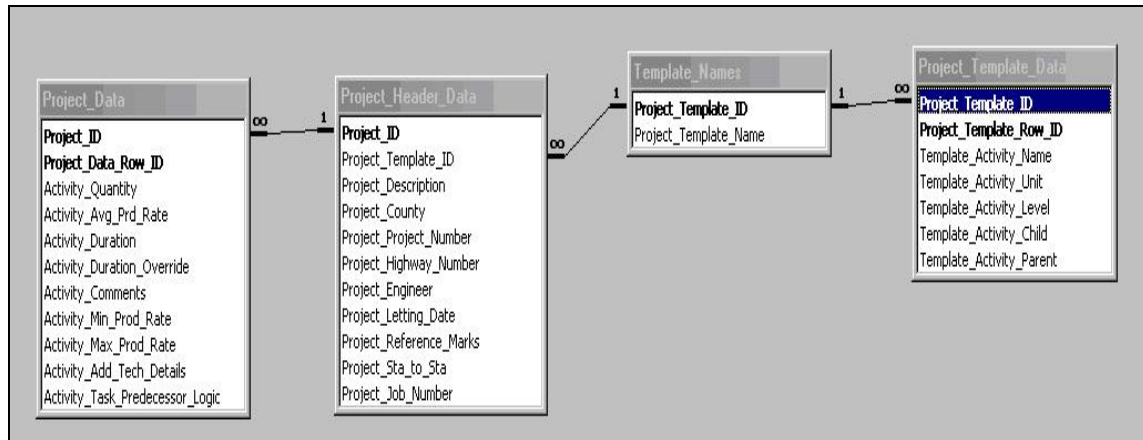 Project_Data
Project_ID
Project_Data_Row_ID
Activity_Quantity
Activity_Avg_Prd_Rate
Activity_Duration
Activity_Duration_Override
Activity_Comments
Activity_Min_Prod_Rate
Activity_Max_Prod_Rate
Activity_Add_Tech_Details
Activity_Task_Predecessor_Logic
∞
1
Project_Header_Data
Project_ID
Project_Template_ID
Project_Description
Project_County
Project_Project_Number
Project_Highway_Number
Project_Engineer
Project_Letting_Date
Project_Reference_Marks
Project_Sta_to_Sta
Project_Job_Number
∞
1
Template_Names
Project_Template_ID
Project_Template_Name
1
∞
Project_Template_Data
Project_Template_ID
Project_Template_Row_ID
Template_Activity_Name
Template_Activity_Unit
Template_Activity_Level
Template_Activity_Child
Template_Activity_Parent